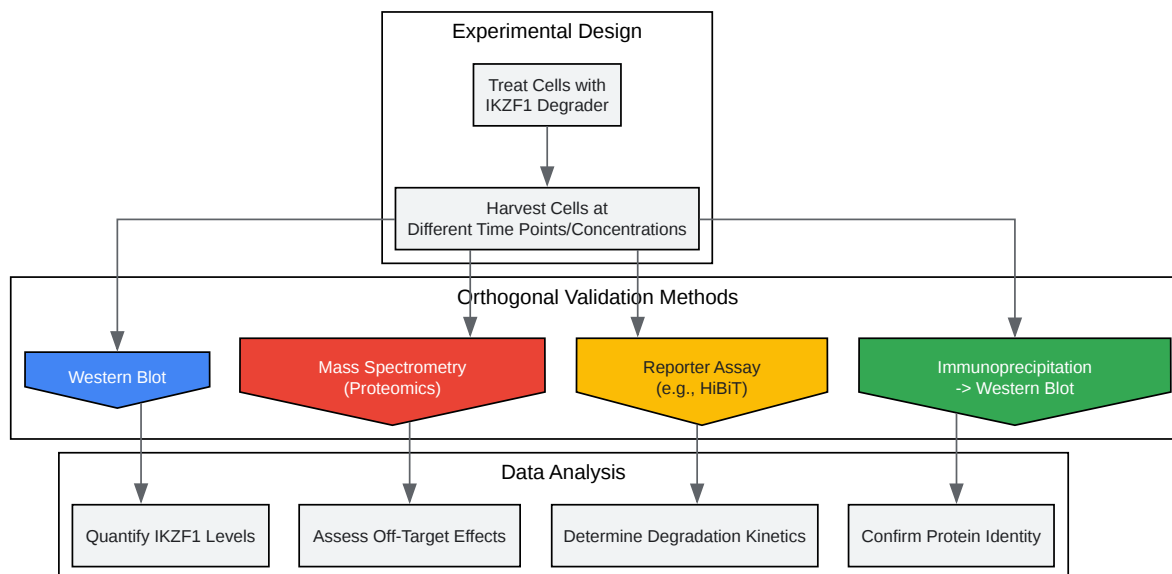 Experimental Design
Treat Cells with
IKZF1 Degrader
Harvest Cells at
Different Time Points/Concentrations
Orthogonal Validation Methods
Western Blot
Mass Spectrometry
(Proteomics)
Reporter Assay
(e.g., HiBiT)
Immunoprecipitation
-> Western Blot
Data Analysis
Quantify IKZF1 Levels
Assess Off-Target Effects
Determine Degradation Kinetics
Confirm Protein Identity